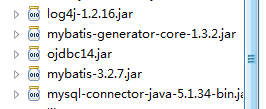 log4j-1.2.16.jar
mybatis-generator-core-1.3.2.jar
ojdbc14.jar
mybatis-3.2.7.jar
mysql-connector-java-5.1.34-bin.ja